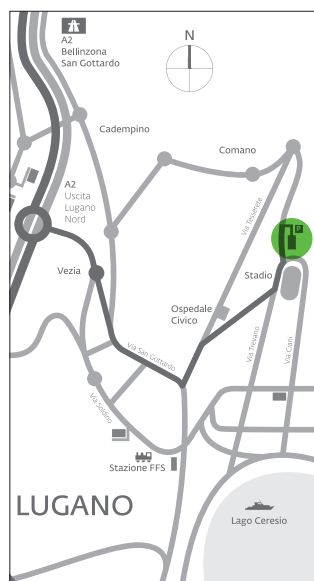 N
A2
Bellinzona
San Gottardo
Cadempino
Comano
A2
Uscita
Lugano
Nord
Via Tesserete
P
Vezia
Stadio
Ospedale
Civico
Via San Gottardo
Via Trevano
Via Ciani
Via Soldino
Stazione FFS
LUGANO
Lago Ceresio